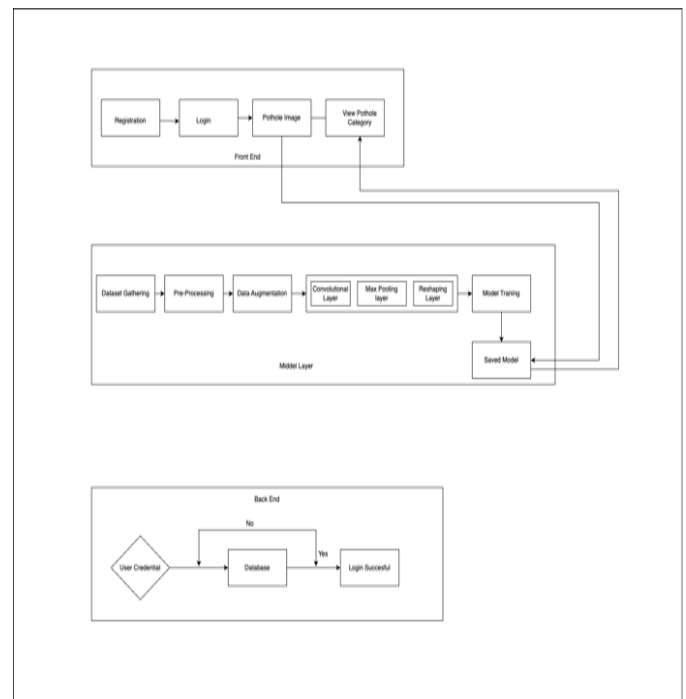 Registration
Login
Pothole Image
View Pothole
Category
Front End
Dataset Gathering
Pre-Processing
Data Augmentation
Convolutional
Layer
Max Pooling
layer
Reshaping
Layer
Model Traning
Saved Model
Middel Layer
Back End
No
User Credential
Database
Yes
Login Succesful